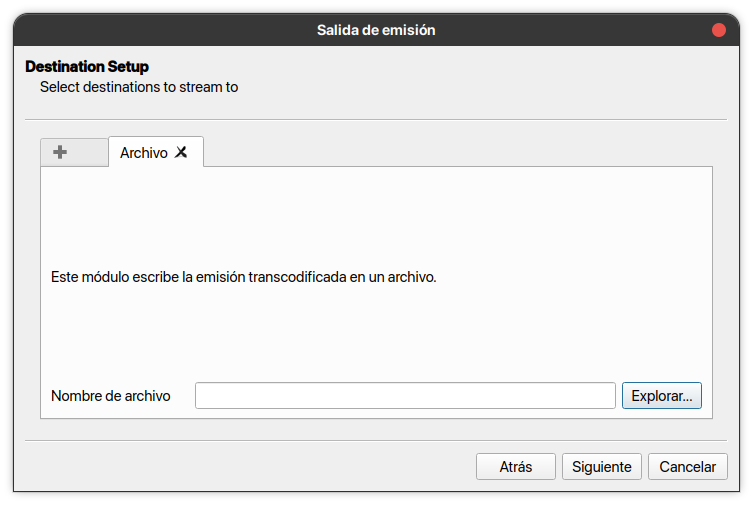 Salida de emisión
Destination Setup
Select destinations to stream to
Archivo
Este módulo escribe la emisión transcodificada en un archivo.
Nombre de archivo
Explorar...
Atrás
Siguiente
Cancelar